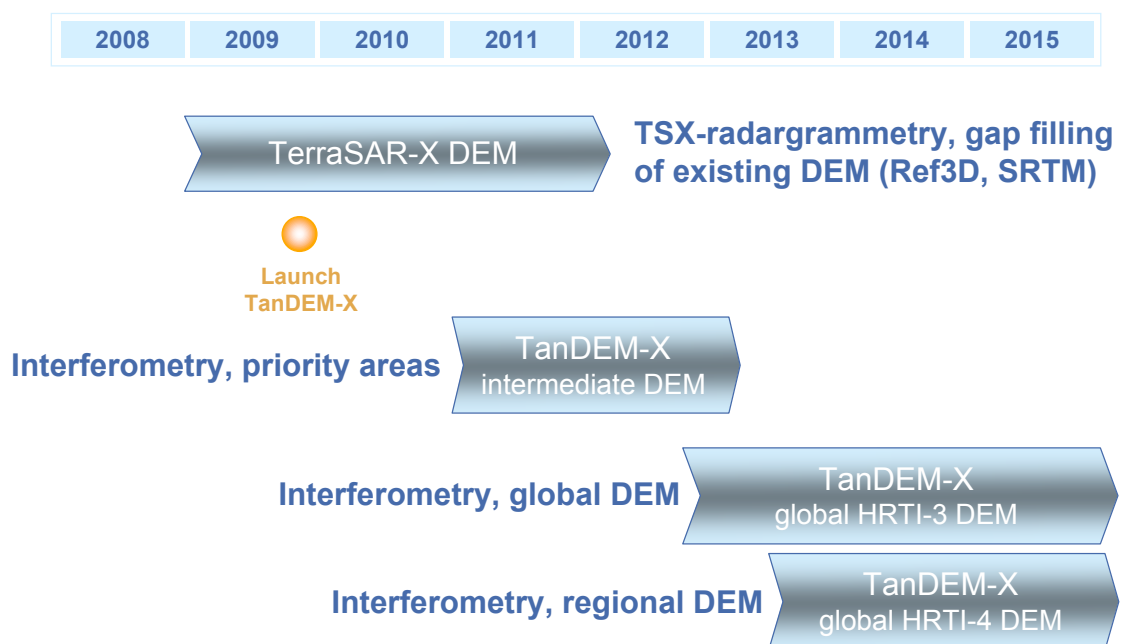 2008 2009 2010 2011 2012 2013 2014 2015
TerraSAR-X DEM
TSX-radargrammetry, gap filling
of existing DEM (Ref3D, SRTM)
Launch
TanDEM-X
Interferometry, priority areas
TanDEM-X
intermediate DEM
Interferometry, global DEM
TanDEM-X
global HRTI-3 DEM
Interferometry, regional DEM
TanDEM-X
global HRTI-4 DEM